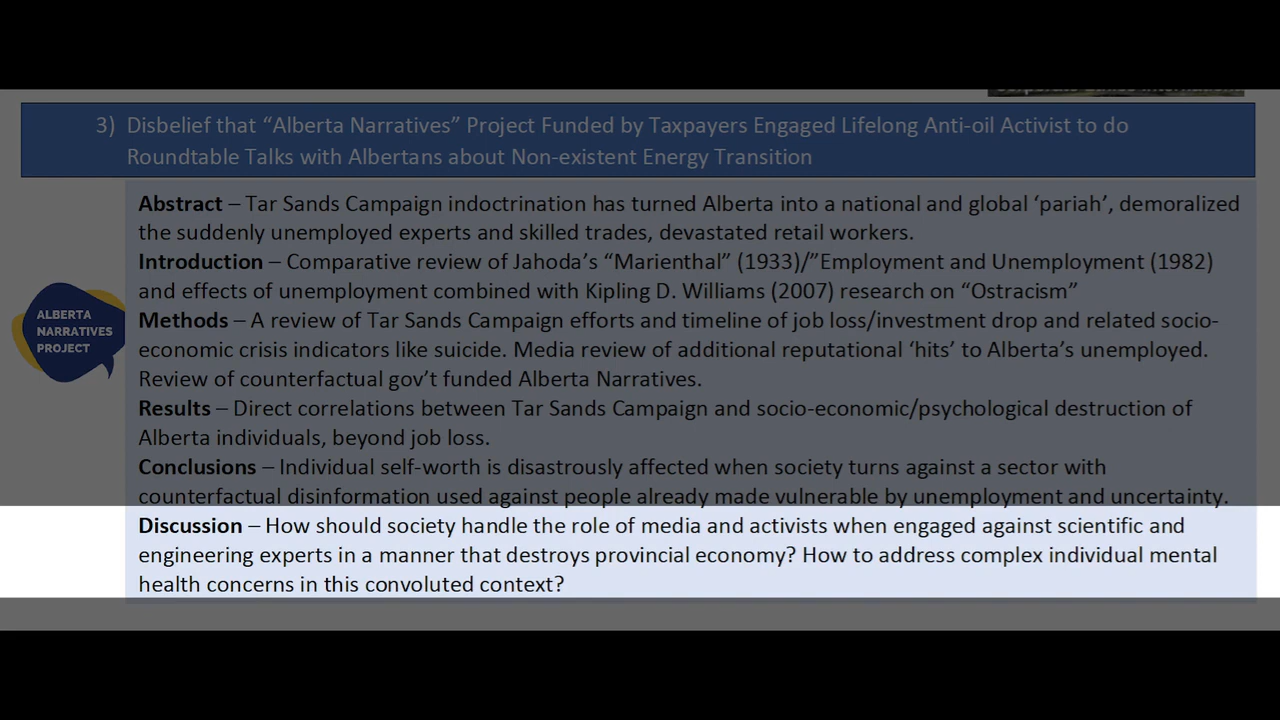 3) Disbelief that “Alberta Narratives” Project Funded by Taxpayers Engaged Lifelong Anti-oil Activist to do
Roundtable Talks with Albertans about Non-existent Energy Transition
Abstract – Tar Sands Campaign indoctrination has turned Alberta into a national and global ‘pariah’, demoralized
the suddenly unemployed experts and skilled trades, devastated retail workers.
Introduction – Comparative review of Jahoda’s “Marienthal” (1933)/”Employment and Unemployment (1982)
and effects of unemployment combined with Kipling D. Williams (2007) research on “Ostracism”
ALBERTA
NARRATIVES
PROJECT
Methods – A review of Tar Sands Campaign efforts and timeline of job loss/investment drop and related socio-
economic crisis indicators like suicide. Media review of additional reputational ‘hits’ to Alberta’s unemployed.
Review of counterfactual gov’t funded Alberta Narratives.
Results – Direct correlations between Tar Sands Campaign and socio-economic/psychological destruction of
Alberta individuals, beyond job loss.
Conclusions – Individual self-worth is disastrously affected when society turns against a sector with
counterfactual disinformation used against people already made vulnerable by unemployment and uncertainty.
Discussion – How should society handle the role of media and activists when engaged against scientific and
engineering experts in a manner that destroys provincial economy? How to address complex individual mental
health concerns in this convoluted context?